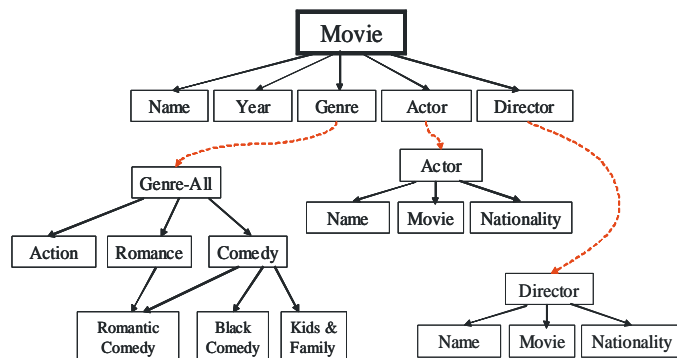 Movie
Name Year Genre Actor Director
Actor
Genre-All
Name Movie Nationality
Action Romance Comedy
Director
Romantic Comedy
Black Comedy
Kids & Family
Name Movie Nationality